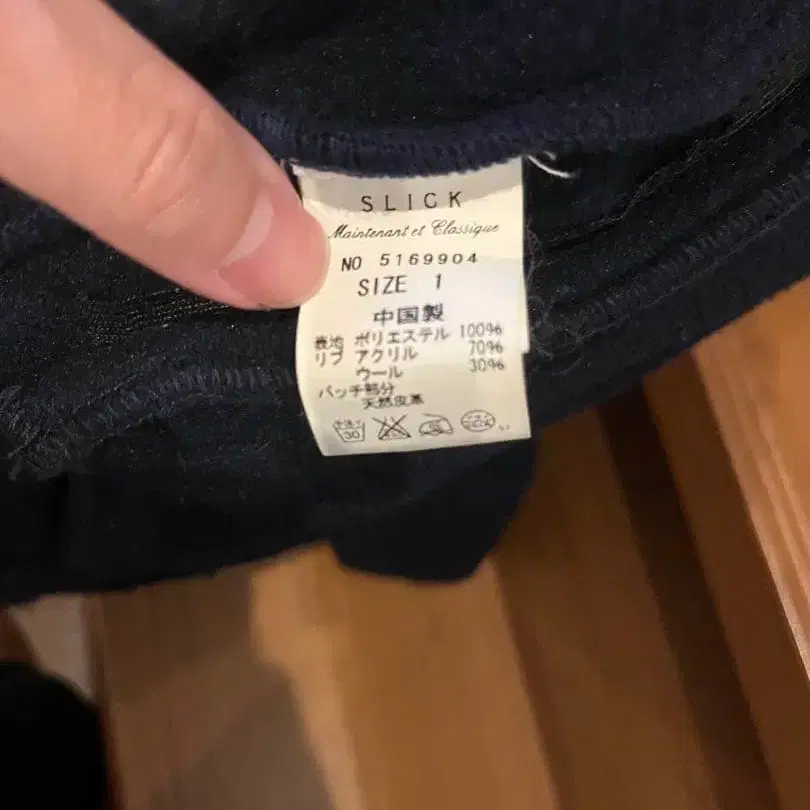 SLICK
Maintenant et Classique
NO 5169904
SIZE 1
中国製
表地 ポリエステル 100%
リブ アクリル 70%
ウール 30%
パッチ部分
天然皮革
30